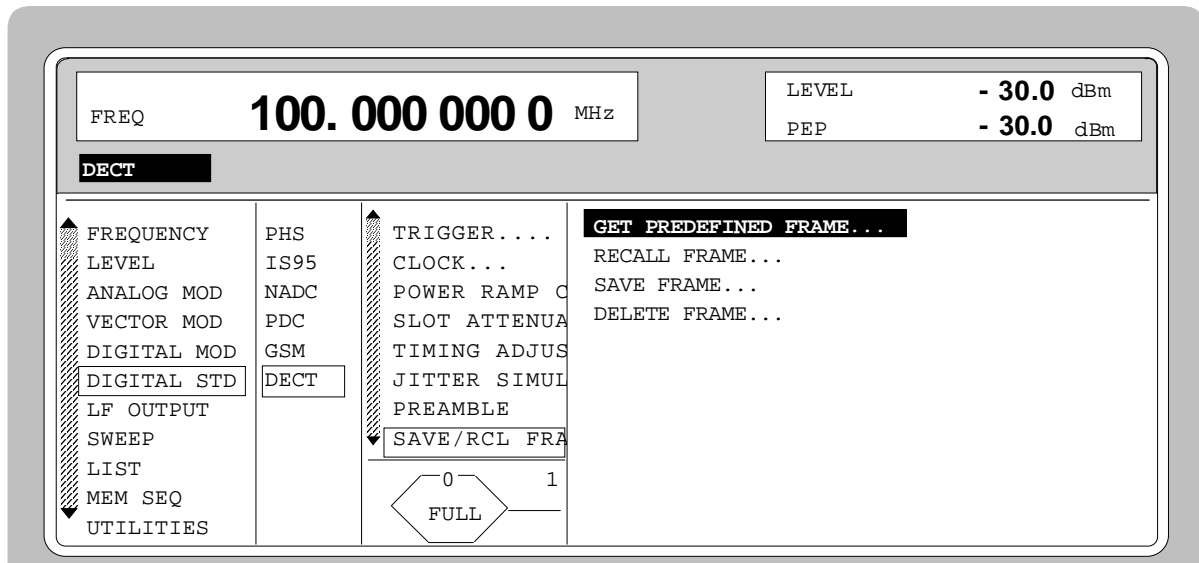 FREQ 100. 000 000 0 MHz
LEVEL - 30.0 dBm
PEP - 30.0 dBm
DECT
FREQUENCY
LEVEL
ANALOG MOD
VECTOR MOD
DIGITAL MOD
DIGITAL STD
LF OUTPUT
SWEEP
LIST
MEM SEQ
UTILITIES
PHS
IS95
NADC
PDC
GSM
DECT
TRIGGER....
CLOCK...
POWER RAMP C
SLOT ATTENUA
TIMING ADJUS
JITTER SIMUL
PREAMBLE
SAVE/RCL FRA
0 1
FULL
GET PREDEFINED FRAME...
RECALL FRAME...
SAVE FRAME...
DELETE FRAME...